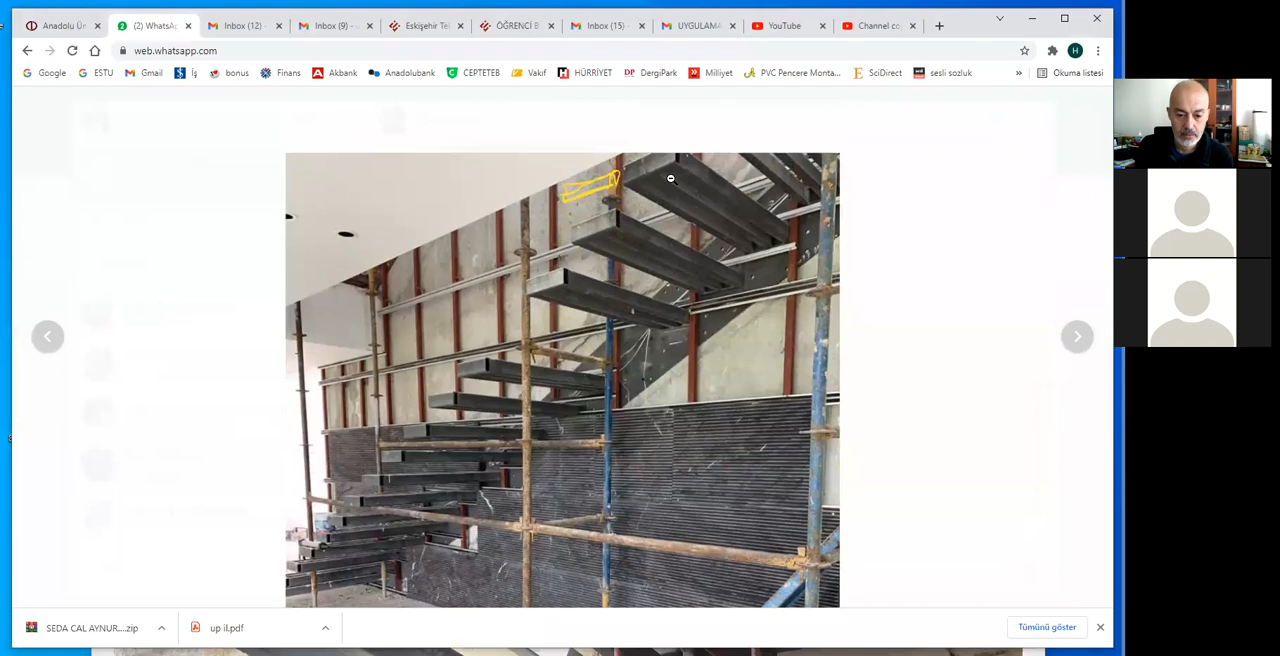 Anadolu Ün
(2) WhatsAp
Inbox (12) -
Inbox (9) -
Eskişehir Te
ÖĞRENCİ B
Inbox (15) -
UYGULAMA
YouTube
Channel co
web.whatsapp.com
H
Google
ESTU
Gmail
İş
bonus
Finans
Akbank
Anadolubank
CEPTETEB
Vakıf
HÜRRİYET
DergiPark
Milliyet
PVC Pencere Monta...
SciDirect
sesli sozluk
»
Okuma listesi
SEDA CAL AYNUR....zip
up il.pdf
Tümünü göster